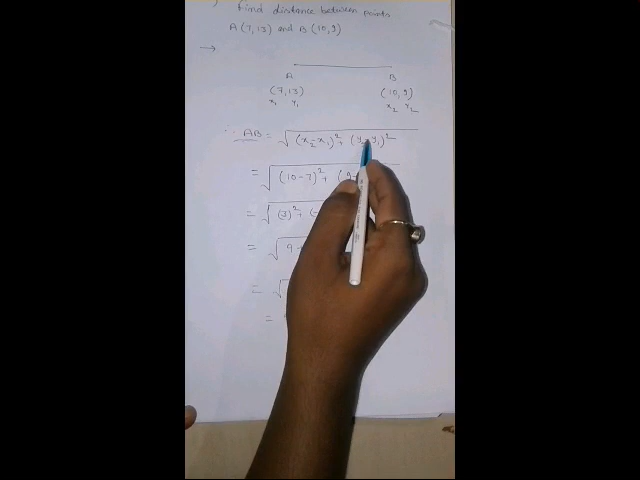 Find distance between points
A (7,13) and B (10,9)
→
A B
(7,13) (10,9)
x₁ y₁ x₂ y₂
∴ AB = √(x₂-x₁)² + (y₂-y₁)²
= √(10-7)² + (9-
= √(3)² + (-
= √9+
= √
=